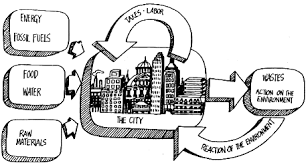 ENERGY
FOSSIL FUELS
FOOD
WATER
RAW
MATERIALS
TAXES - LABOR
THE CITY
WASTES
ACTION ON THE
ENVIRONMENT
REACTION OF THE ENVIRONMENT